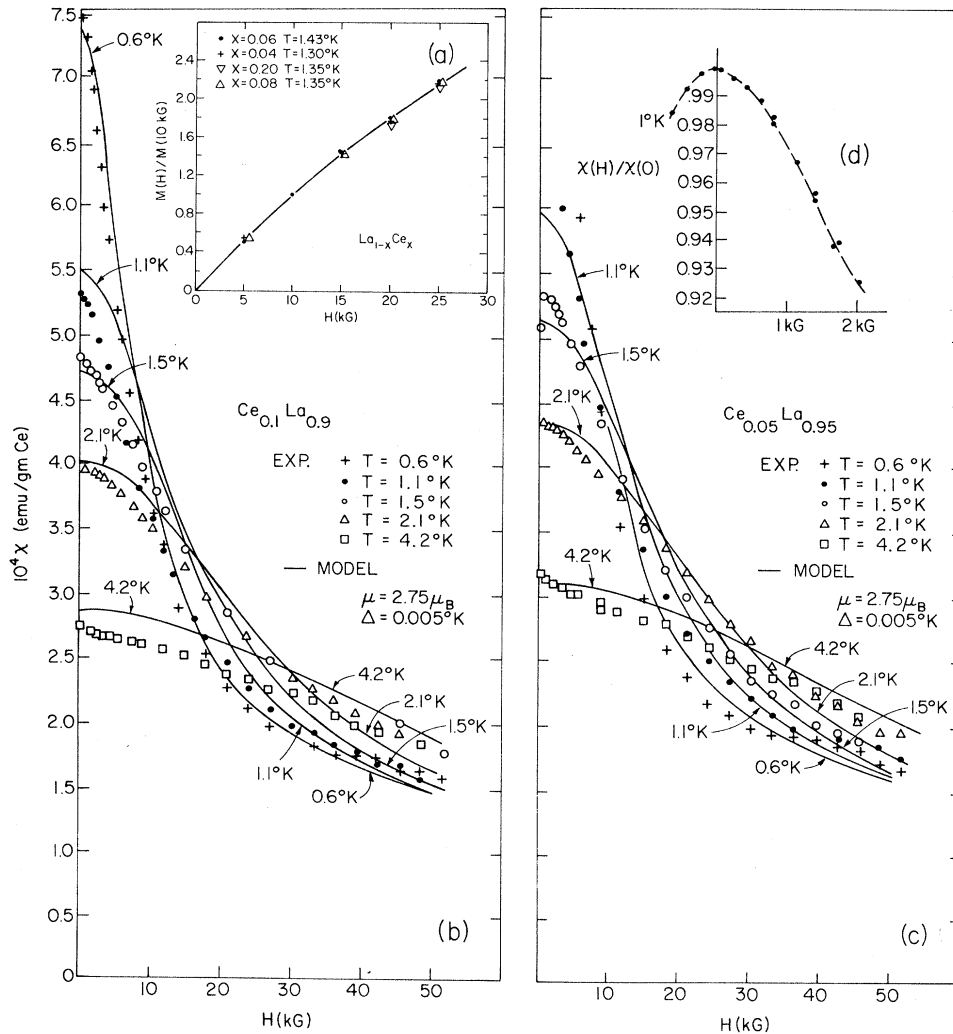 7.5
7.0
6.5
6.0
5.5
5.0
4.5
4.0
3.5
3.0
2.5
2.0
1.5
1.0
0.5
0
10⁴χ (emu/gm Ce)
0.6°K
1.1°K
1.5°K
2.1°K
4.2°K
(a)
• X=0.06 T=1.43°K
+ X=0.04 T=1.30°K
▽ X=0.20 T=1.35°K
△ X=0.08 T=1.35°K
2.4
2.0
1.6
1.2
0.8
0.4
0
M(H)/M (10 kG)
La₁₋ₓCeₓ
0 5 10 15 20 25 30
H(kG)
Ce₀.₁La₀.₉
EXP. + T = 0.6°K
• T = 1.1°K
○ T = 1.5°K
△ T = 2.1°K
□ T = 4.2°K
— MODEL
μ = 2.75μB
△ = 0.005°K
4.2°K
2.1°K
1.5°K
1.1°K
0.6°K
(b)
10 20 30 40 50
H(kG)
1.1°K
1.5°K
2.1°K
4.2°K
1°K
(d)
χ(H)/χ(0)
.99
0.98
0.97
0.96
0.95
0.94
0.93
0.92
1kG 2kG
Ce₀.₀₅La₀.₉₅
EXP + T = 0.6°K
• T = 1.1°K
○ T = 1.5°K
△ T = 2.1°K
□ T = 4.2°K
— MODEL
μ = 2.75μB
△ = 0.005°K
4.2°K
2.1°K
1.5°K
1.1°K
0.6°K
(c)
10 20 30 40 50
H(kG)